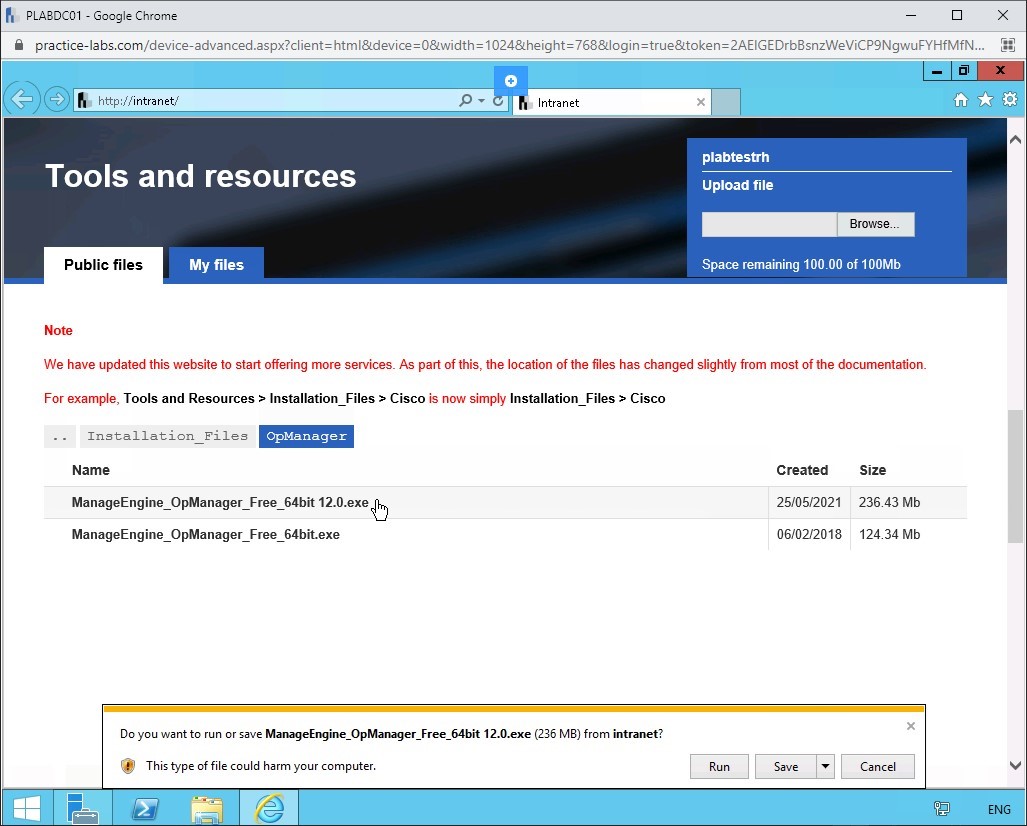 PLABDC01 - Google Chrome
practice-labs.com/device-advanced.aspx?client=html&device=0&width=1024&height=768&login=true&token=2AEIGEDrbBsnzWeViCP9NgwuFYHfMfN...
http://intranet/
Intranet
Tools and resources
plabtestrh
Upload file
Browse...
Space remaining 100.00 of 100Mb
Public files
My files
Note
We have updated this website to start offering more services. As part of this, the location of the files has changed slightly from most of the documentation.
For example, Tools and Resources > Installation_Files > Cisco is now simply Installation_Files > Cisco
.. Installation_Files OpManager
Name Created Size
ManageEngine_OpManager_Free_64bit 12.0.exe 25/05/2021 236.43 Mb
ManageEngine_OpManager_Free_64bit.exe 06/02/2018 124.34 Mb
Do you want to run or save ManageEngine_OpManager_Free_64bit 12.0.exe (236 MB) from intranet?
This type of file could harm your computer.
Run Save Cancel
ENG